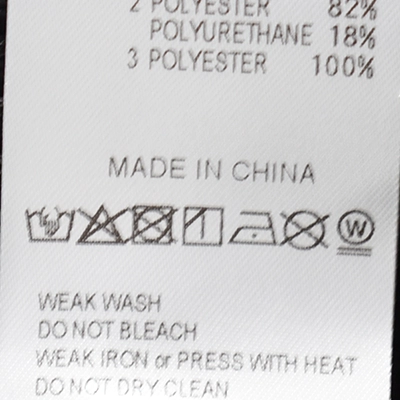 2 POLYESTER 82%
POLYURETHANE 18%
3 POLYESTER 100%
MADE IN CHINA
W
WEAK WASH
DO NOT BLEACH
WEAK IRON or PRESS WITH HEAT
DO NOT DRY CLEAN